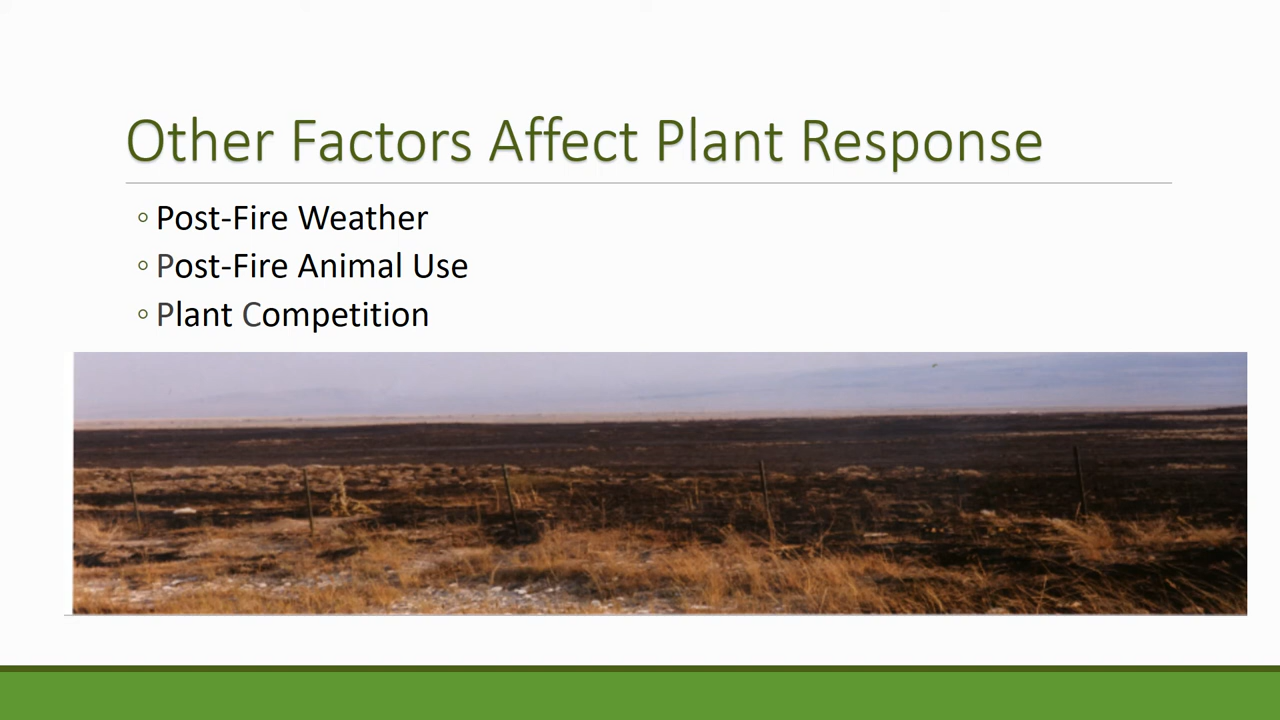 Other Factors Affect Plant Response
◦ Post-Fire Weather
◦ Post-Fire Animal Use
◦ Plant Competition